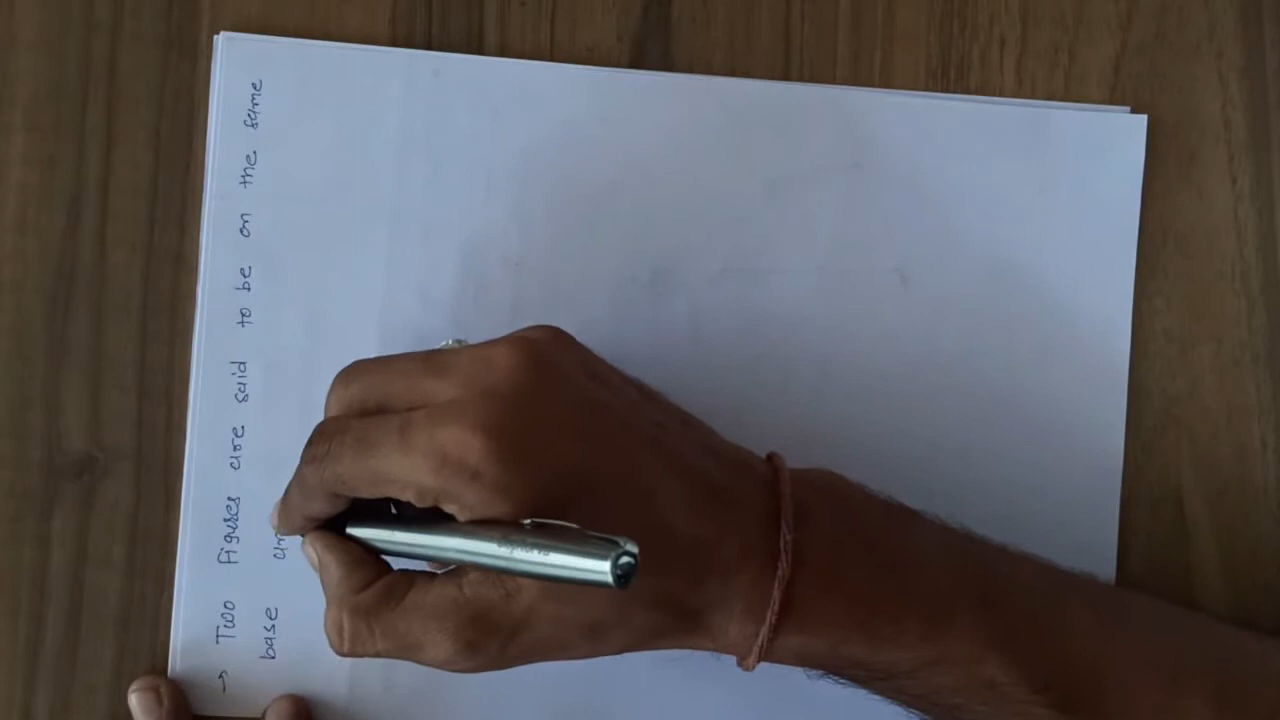 → Two figures are said to be on the same
base